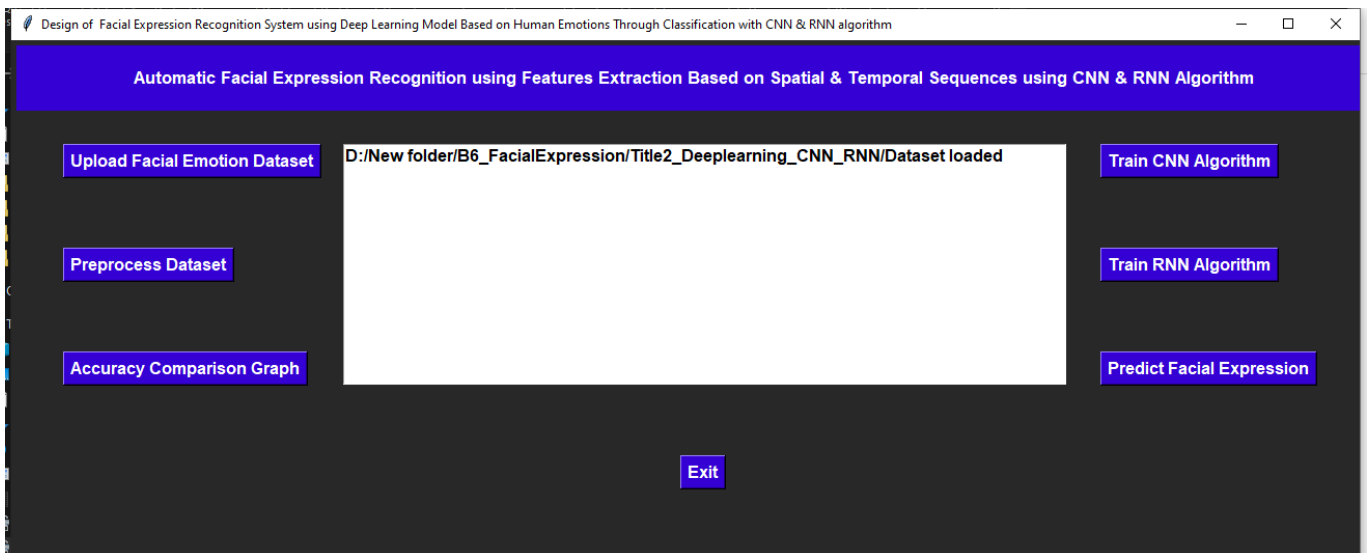 Design of  Facial Expression Recognition System using Deep Learning Model Based on Human Emotions Through Classification with CNN & RNN algorithm
Automatic Facial Expression Recognition using Features Extraction Based on Spatial & Temporal Sequences using CNN & RNN Algorithm
Upload Facial Emotion Dataset
D:/New folder/B6_FacialExpression/Title2_Deeplearning_CNN_RNN/Dataset loaded
Train CNN Algorithm
Preprocess Dataset
Train RNN Algorithm
Accuracy Comparison Graph
Predict Facial Expression
Exit